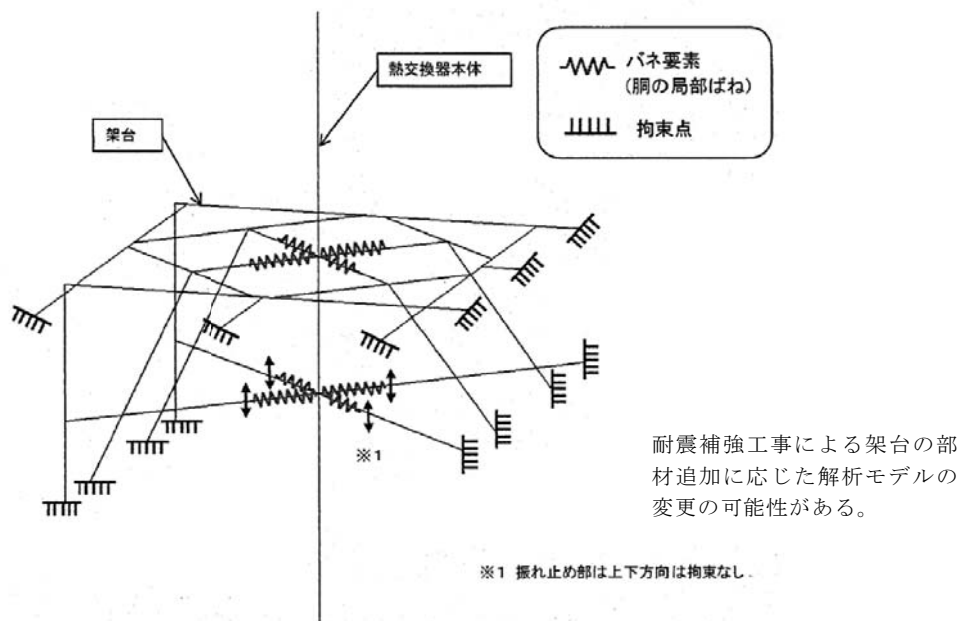 熱交換器本体
バネ要素
(胴の局部ばね)
拘束点
架台
※1
耐震補強工事による架台の部
材追加に応じた解析モデルの
変更の可能性がある。
※1 振れ止め部は上下方向は拘束なし